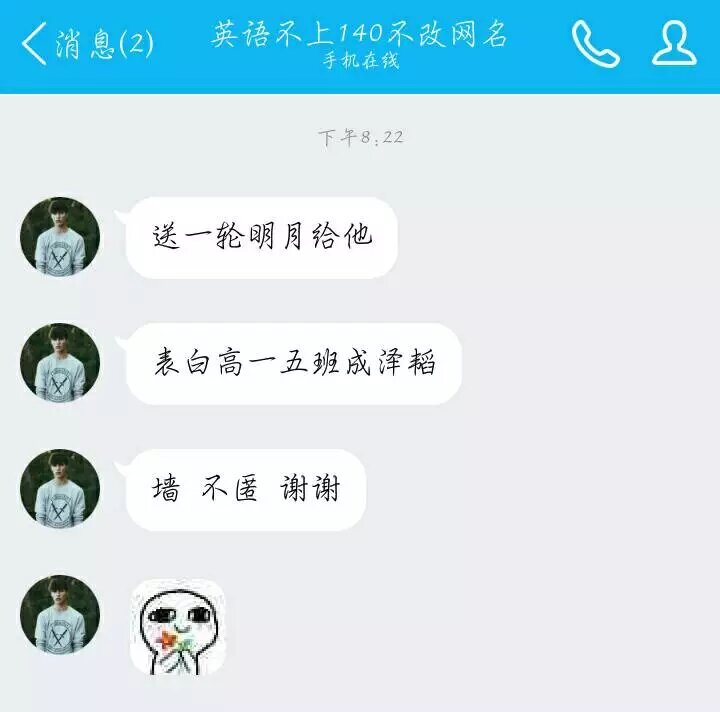 消息(2)
英语不上140不改网名
手机在线
下午8:22
送一轮明月给他
表白高一五班成泽韬
墙 不匿 谢谢